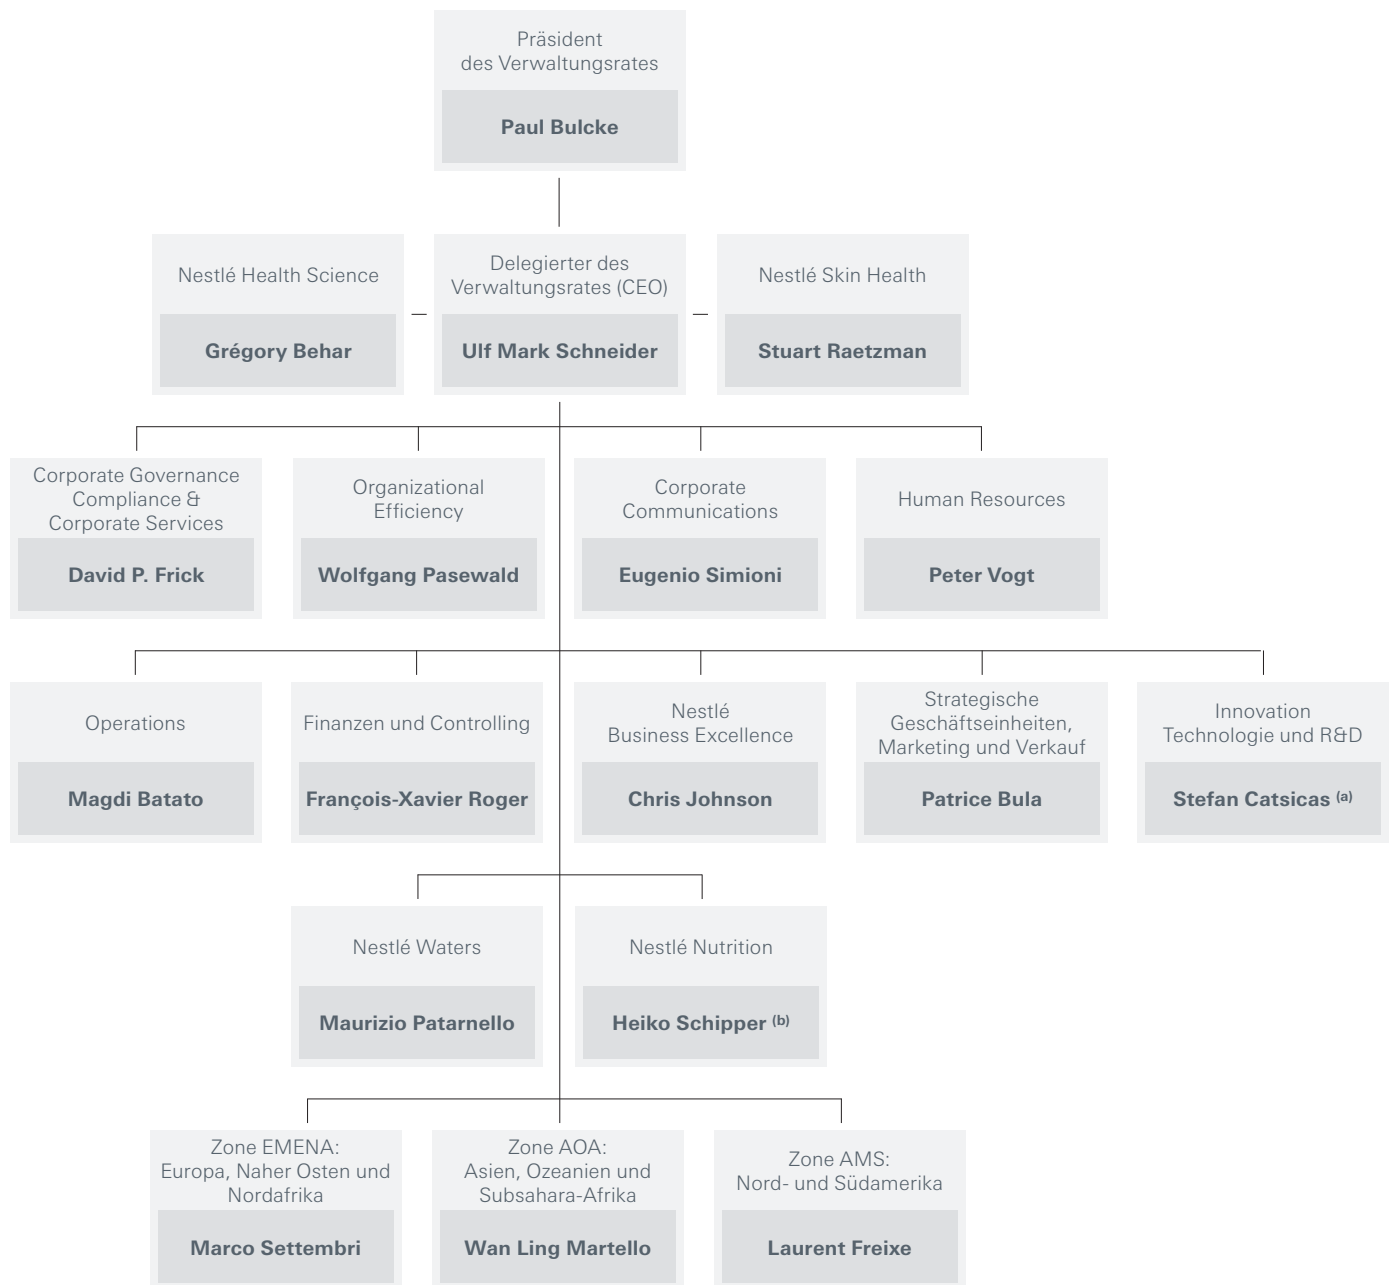 Präsident
des Verwaltungsrates
Paul Bulcke
Nestlé Health Science
Grégory Behar
Delegierter des
Verwaltungsrates (CEO)
Ulf Mark Schneider
Nestlé Skin Health
Stuart Raetzman
Corporate Governance
Compliance &
Corporate Services
David P. Frick
Organizational
Efficiency
Wolfgang Pasewald
Corporate
Communications
Eugenio Simioni
Human Resources
Peter Vogt
Operations
Magdi Batato
Finanzen und Controlling
François-Xavier Roger
Nestlé
Business Excellence
Chris Johnson
Strategische
Geschäftseinheiten,
Marketing und Verkauf
Patrice Bula
Innovation
Technologie und R&D
Stefan Catsicas (a)
Nestlé Waters
Maurizio Patarnello
Nestlé Nutrition
Heiko Schipper (b)
Zone EMENA:
Europa, Naher Osten und
Nordafrika
Marco Settembri
Zone AOA:
Asien, Ozeanien und
Subsahara-Afrika
Wan Ling Martello
Zone AMS:
Nord- und Südamerika
Laurent Freixe